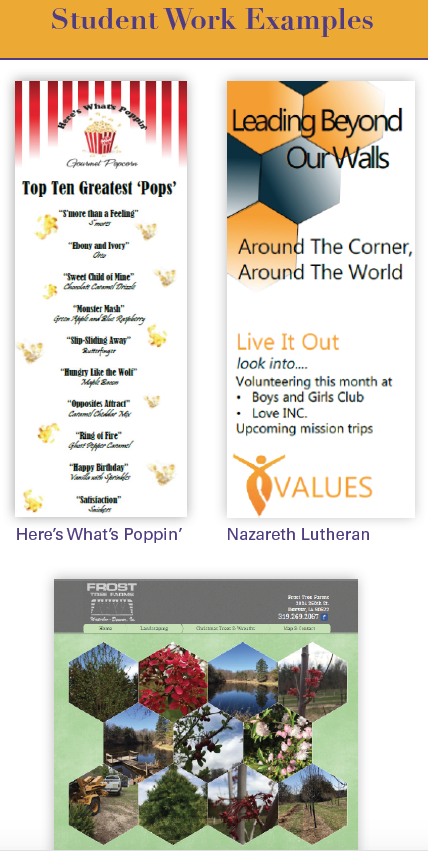 Student Work Examples
Here's What's Poppin'
Gourmet Popcorn
Top Ten Greatest 'Pops'
"S'more than a Feeling"
S'mores
"Ebony and Ivory"
Oreo
"Sweet Child of Mine"
Chocolate Caramel Drizzle
"Monster Mash"
Green Apple and Blue Raspberry
"Slip-Sliding Away"
Butterfinger
"Hungry Like the Wolf"
Maple Bacon
"Opposites Attract"
Caramel Cheddar Mix
"Ring of Fire"
Ghost Pepper Caramel
"Happy Birthday"
Vanilla with Sprinkles
"Satisfaction"
Snickers
Here's What's Poppin'
Leading Beyond
Our Walls
Around The Corner,
Around The World
Live It Out
look into....
Volunteering this month at
• Boys and Girls Club
• Love INC.
Upcoming mission trips
VALUES
Nazareth Lutheran
FROST
TREE FARMS
Frost Tree Farms
Denver, IA 50622
319.269.2067
Home
Landscaping
Christmas Trees & Wreaths
Map & Contact